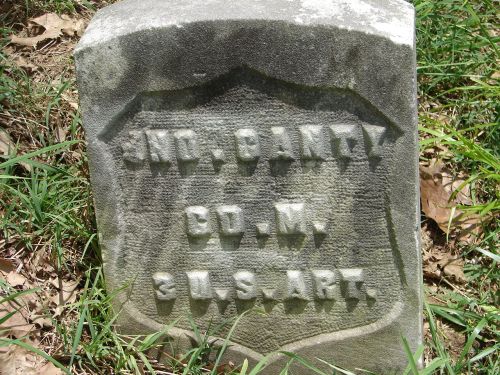 JNO. CANTY
CO. M.
3 U.S. ART.